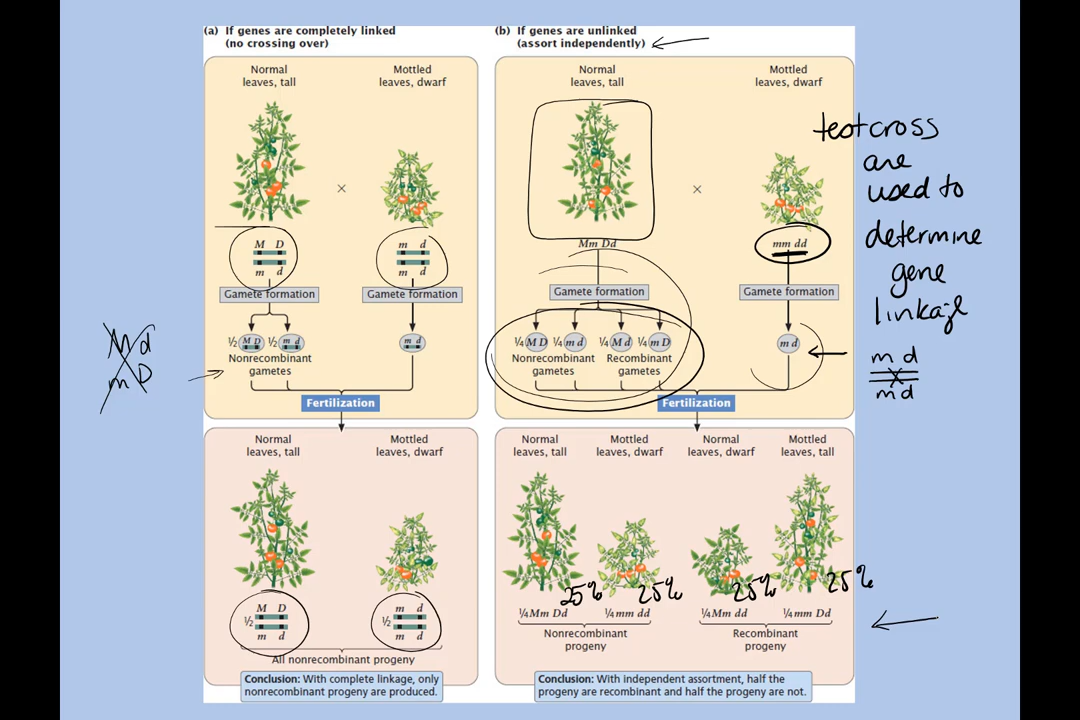 (a) If genes are completely linked
(no crossing over)
Normal
leaves, tall
Mottled
leaves, dwarf
×
M D
m d
m d
m d
Gamete formation
Gamete formation
½ M D ½ m d
m d
Nonrecombinant
gametes
Fertilization
Normal
leaves, tall
Mottled
leaves, dwarf
½ M D
m d
½ m d
m d
All nonrecombinant progeny
Conclusion: With complete linkage, only
nonrecombinant progeny are produced.
M d
m D
(b) If genes are unlinked
(assort independently)
Normal
leaves, tall
Mottled
leaves, dwarf
×
Mm Dd
mm dd
Gamete formation
Gamete formation
¼ M D ¼ m d ¼ M d ¼ m D
m d
Nonrecombinant
gametes
Recombinant
gametes
Fertilization
Normal
leaves, tall
Mottled
leaves, dwarf
Normal
leaves, dwarf
Mottled
leaves, tall
25% 25% 25% 25%
¼ Mm Dd ¼ mm dd ¼ Mm dd ¼ mm Dd
Nonrecombinant
progeny
Recombinant
progeny
Conclusion: With independent assortment, half the
progeny are recombinant and half the progeny are not.
testcross
are
used to
determine
gene
linkage
m d
m d